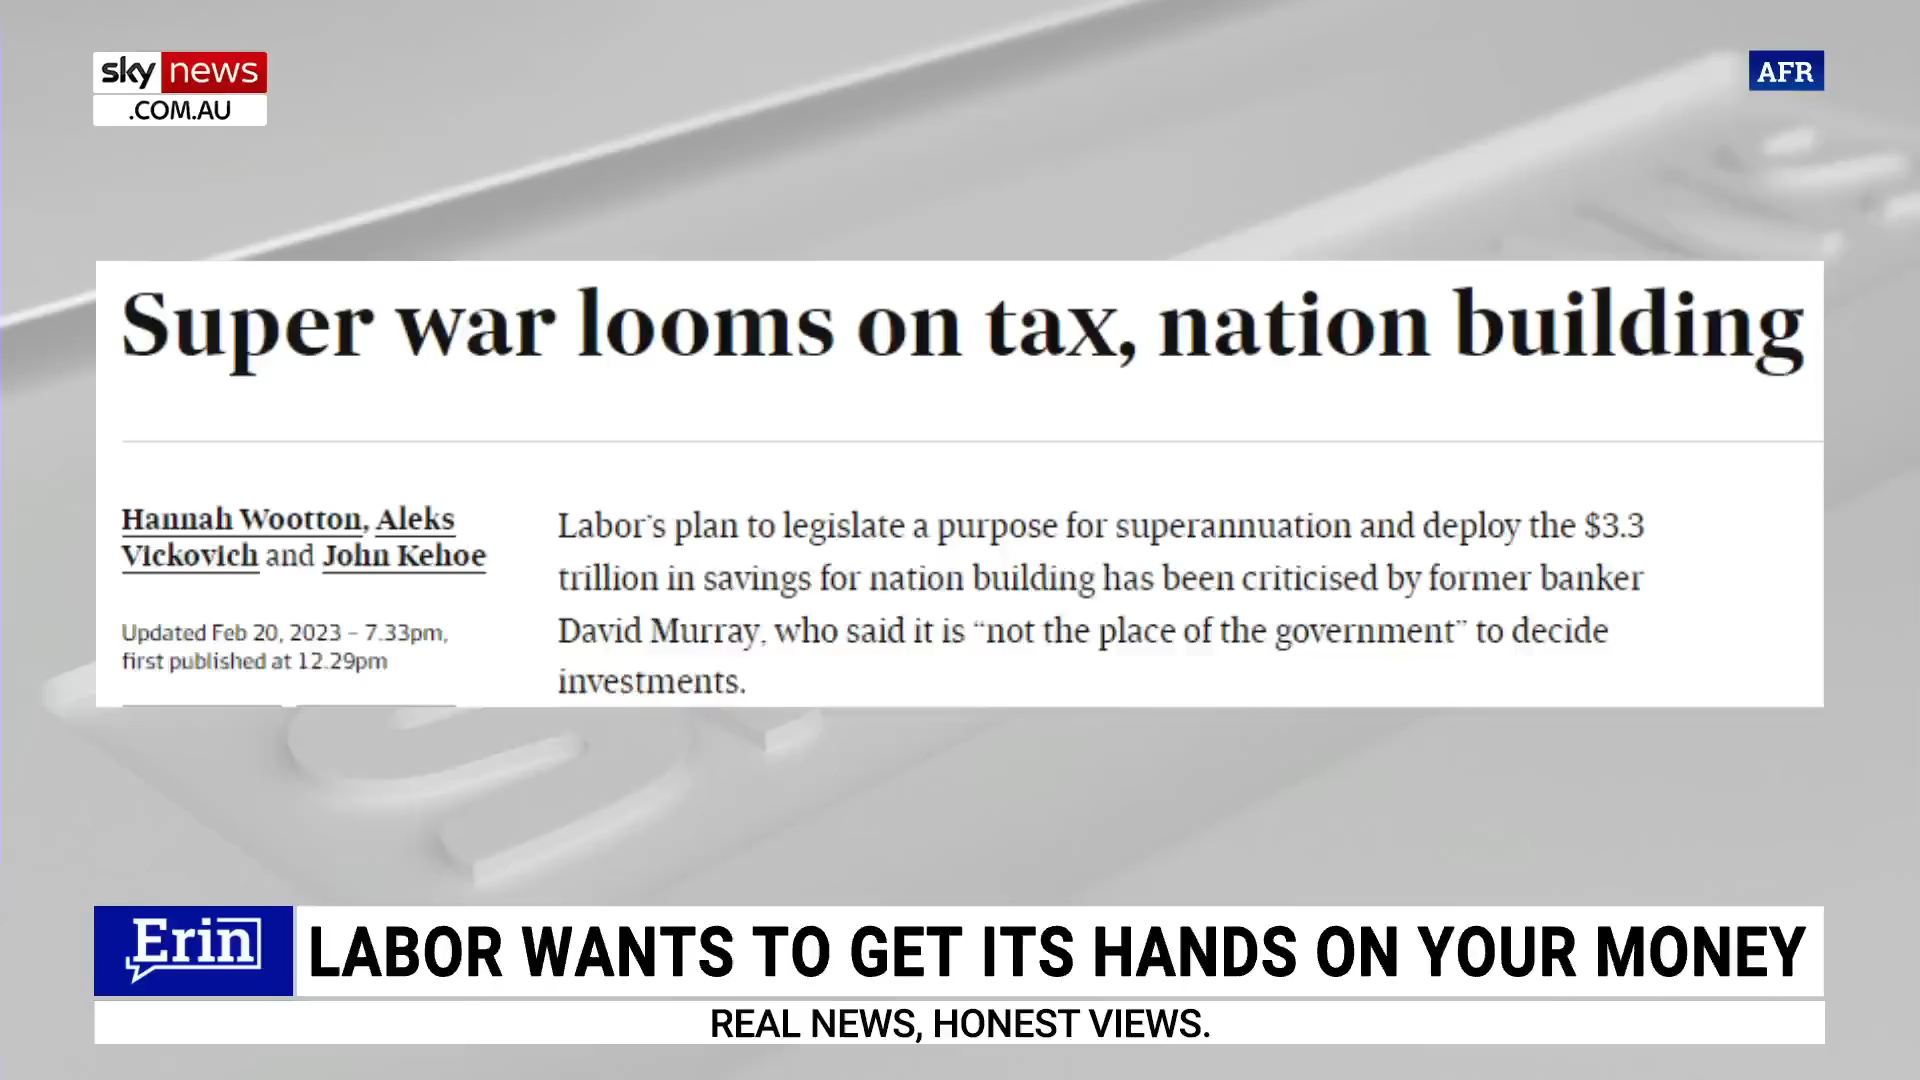 sky news
.COM.AU
AFR
Super war looms on tax, nation building
Hannah Wootton, Aleks
Vickovich and John Kehoe
Updated Feb 20, 2023 – 7.33pm,
first published at 12.29pm
Labor's plan to legislate a purpose for superannuation and deploy the $3.3
trillion in savings for nation building has been criticised by former banker
David Murray, who said it is “not the place of the government” to decide
investments.
Erin
LABOR WANTS TO GET ITS HANDS ON YOUR MONEY
REAL NEWS, HONEST VIEWS.